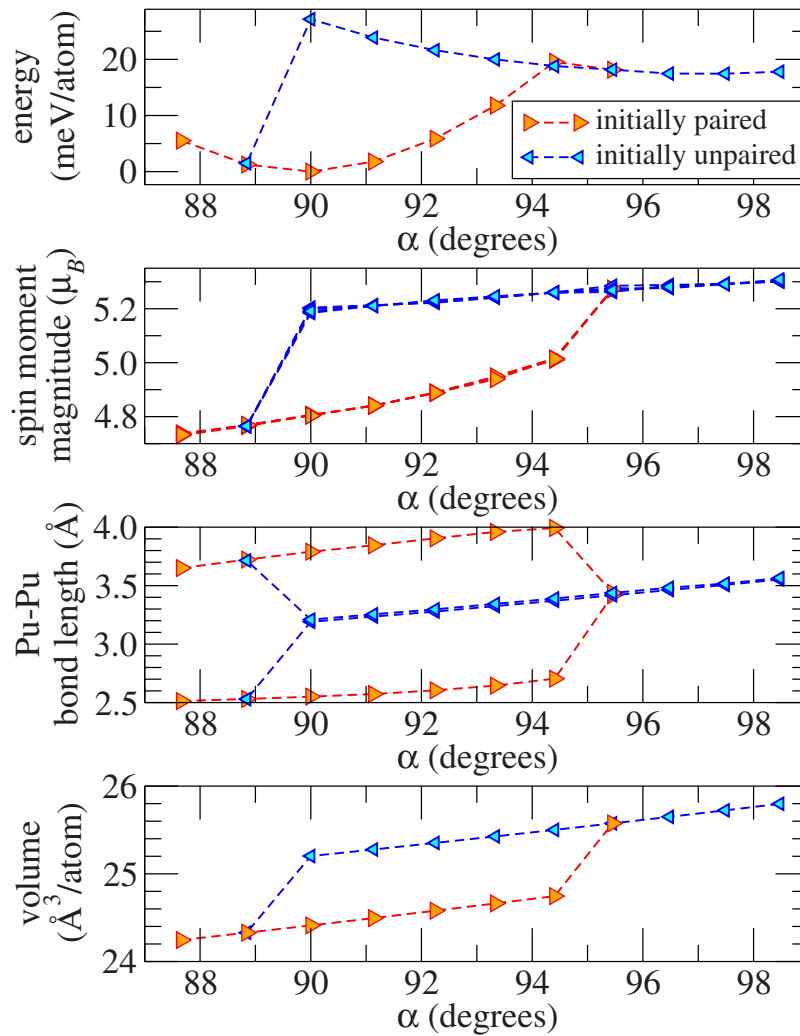 energy
(meV/atom)
20
10
0
initially paired
initially unpaired
88 90 92 94 96 98
α (degrees)
spin moment
magnitude (μB)
5.2
5.0
4.8
88 90 92 94 96 98
α (degrees)
Pu-Pu
bond length (Å)
4.0
3.5
3.0
2.5
88 90 92 94 96 98
α (degrees)
volume
(Å³/atom)
26
25
24
88 90 92 94 96 98
α (degrees)